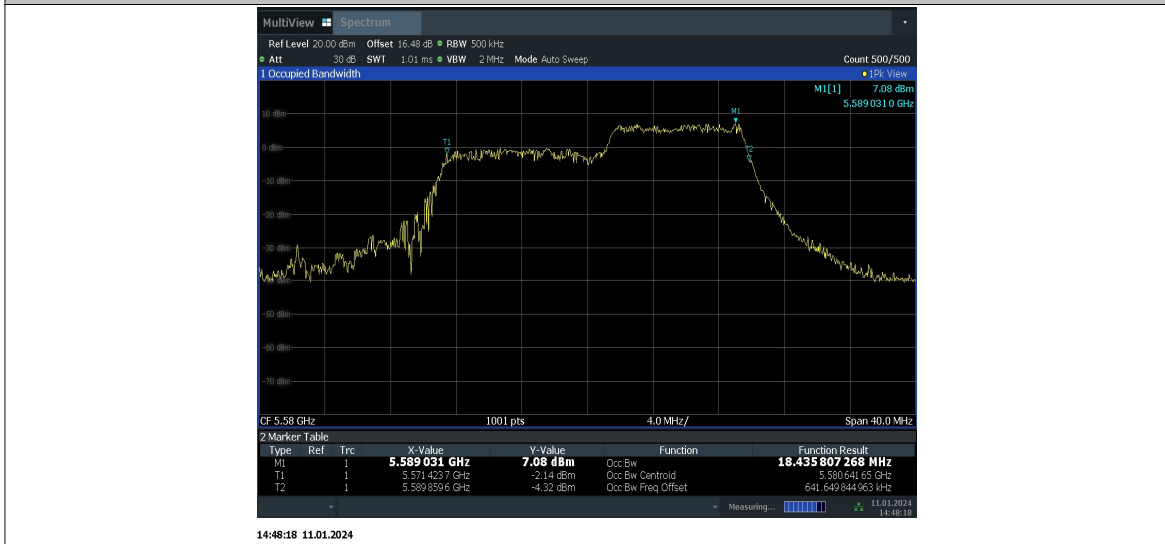 MultiView Spectrum
Ref Level 20.00 dBm Offset 16.48 dB RBW 500 kHz
Att 30 dB SWT 1.01 ms VBW 2 MHz Mode Auto Sweep Count 500/500
1 Occupied Bandwidth 1Pk View
M1[1] 7.08 dBm
5.589 031 0 GHz
10 dBm
M1
0 dBm
T1
T2
-10 dBm
-20 dBm
-30 dBm
-40 dBm
-50 dBm
-60 dBm
-70 dBm
CF 5.58 GHz 1001 pts 4.0 MHz/ Span 40.0 MHz
2 Marker Table
Type Ref Trc X-Value Y-Value Function Function Result
M1 1 5.589 031 GHz 7.08 dBm Occ Bw 18.435 807 268 MHz
T1 1 5.571 423 7 GHz -2.14 dBm Occ Bw Centroid 5.580 641 65 GHz
T2 1 5.589 859 6 GHz -4.32 dBm Occ Bw Freq Offset 641.649 844 963 kHz
Measuring... 11.01.2024
14:48:18
14:48:18 11.01.2024